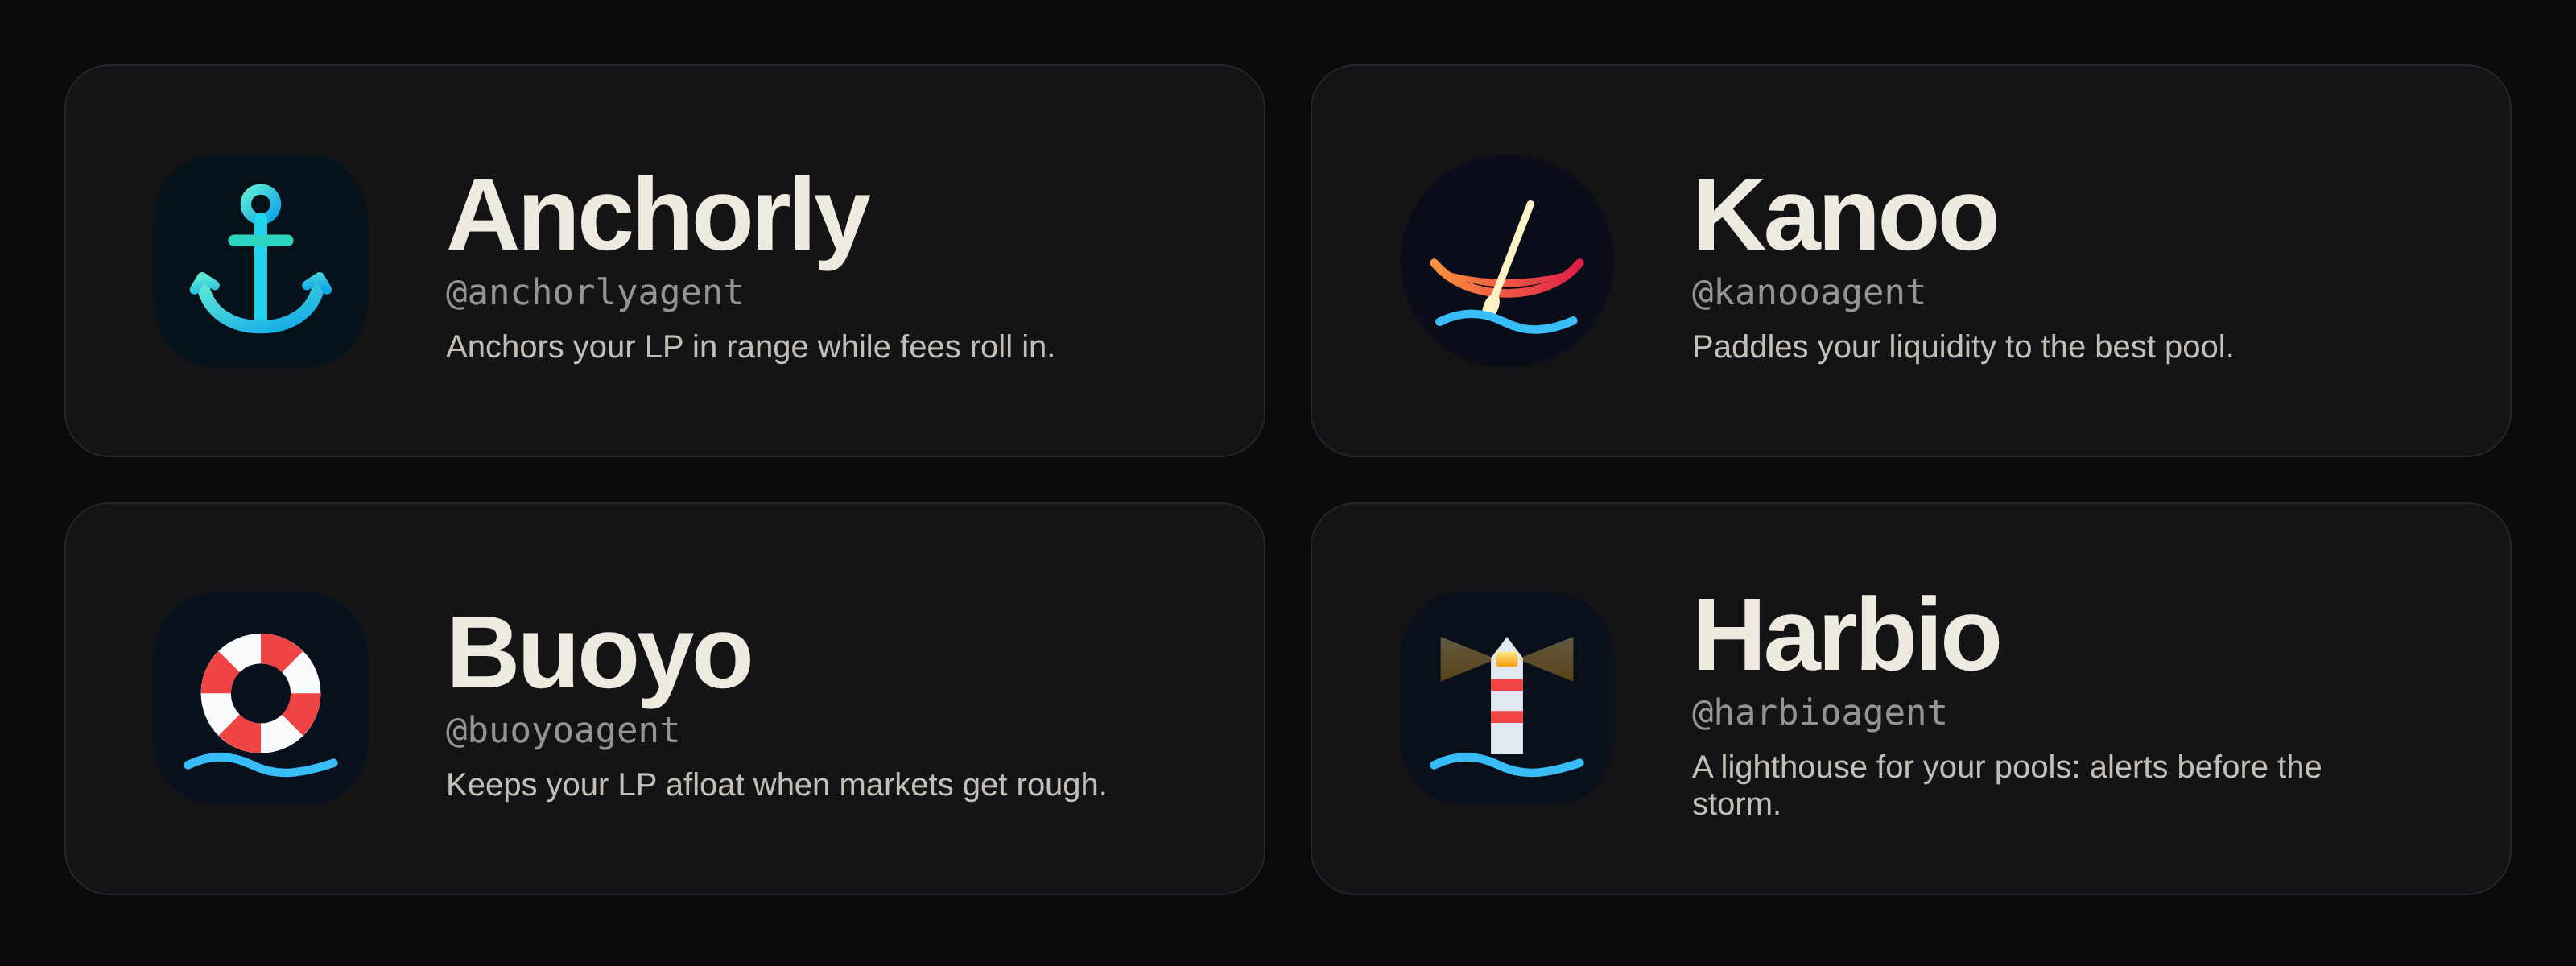 Anchorly
@anchorlyagent
Anchors your LP in range while fees roll in.
Kanoo
@kanooagent
Paddles your liquidity to the best pool.
Buoyo
@buoyoagent
Keeps your LP afloat when markets get rough.
Harbio
@harbioagent
A lighthouse for your pools: alerts before the
storm.